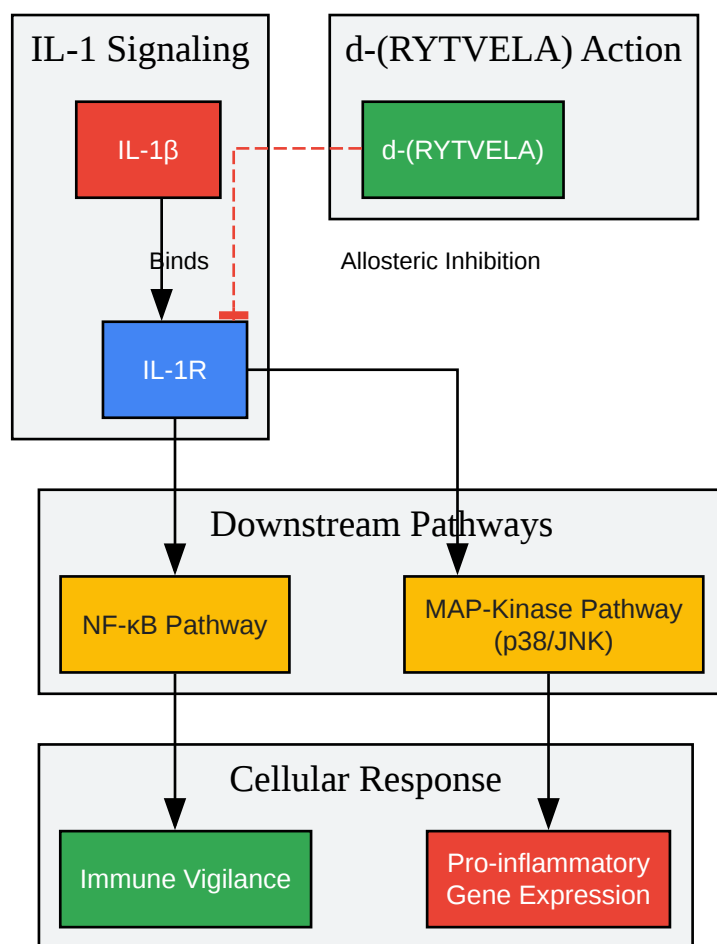 IL-1 Signaling
d-(RYTVELA) Action
IL-1β
d-(RYTVELA)
Binds
Allosteric Inhibition
IL-1R
Downstream Pathways
NF-κB Pathway
MAP-Kinase Pathway
(p38/JNK)
Cellular Response
Immune Vigilance
Pro-inflammatory
Gene Expression